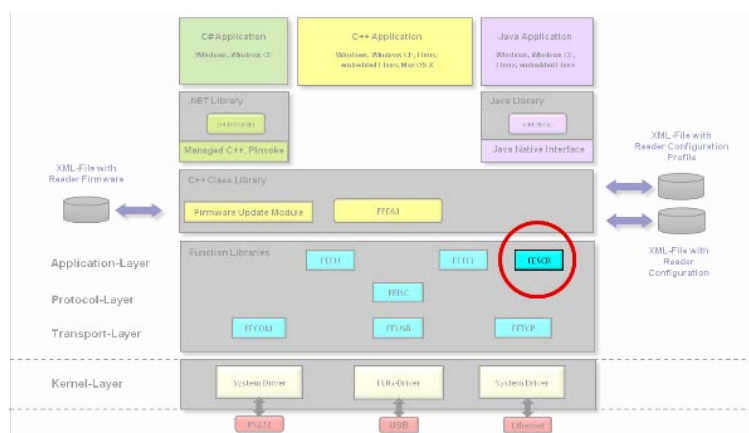 C# Application
C++ Application
Java Application
Windows, Windows CE
Windows, Windows CE, Linux,
embedded Linux, Mac OS X
Windows, Windows CE,
Linux, embedded Linux
.NET Library
Java Library
Managed C++, PInvoke
Java Native Interface
XML-File with
Reader Configuration
Profile
XML-File with
Reader Firmware
C++ Class Library
Firmware Update Module
FEDM
XML-File with
Reader
Configuration
Function Libraries
Application-Layer
FEFU
FETCL
FESCR
Protocol-Layer
FEISC
Transport-Layer
FECOM
FEUSB
FETCP
Kernel-Layer
System Driver
FEIG-Driver
System Driver
RS232
USB
Ethernet